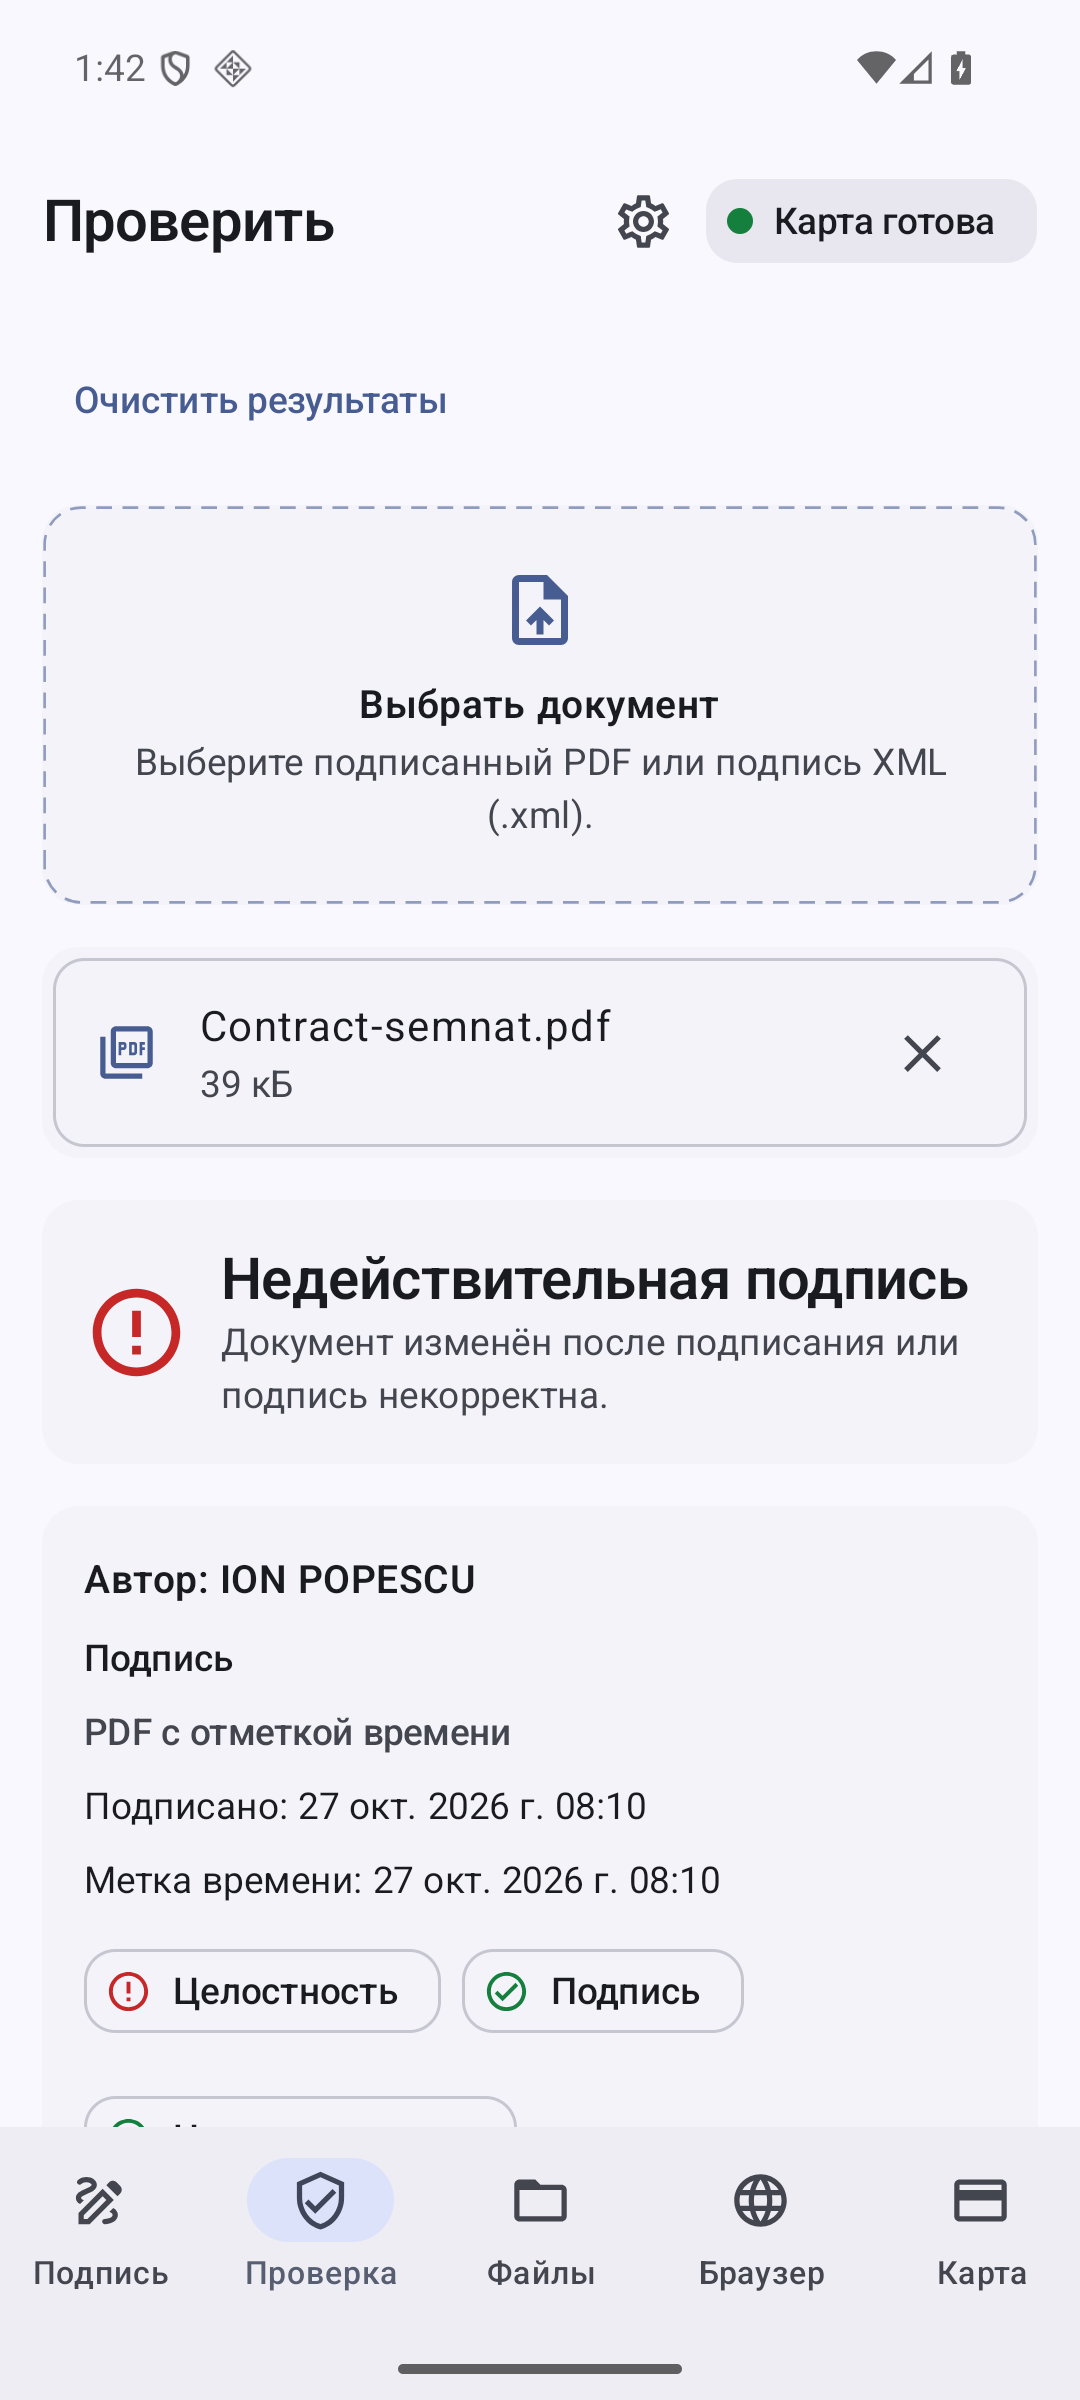 1:42
Проверить
Карта готова
Очистить результаты
Выбрать документ
Выберите подписанный PDF или подпись XML
(.xml).
PDF
Contract-semnat.pdf
39 кБ
Недействительная подпись
Документ изменён после подписания или
подпись некорректна.
Автор: ION POPESCU
Подпись
PDF с отметкой времени
Подписано: 27 окт. 2026 г. 08:10
Метка времени: 27 окт. 2026 г. 08:10
Целостность
Подпись
Подпись
Проверка
Файлы
Браузер
Карта